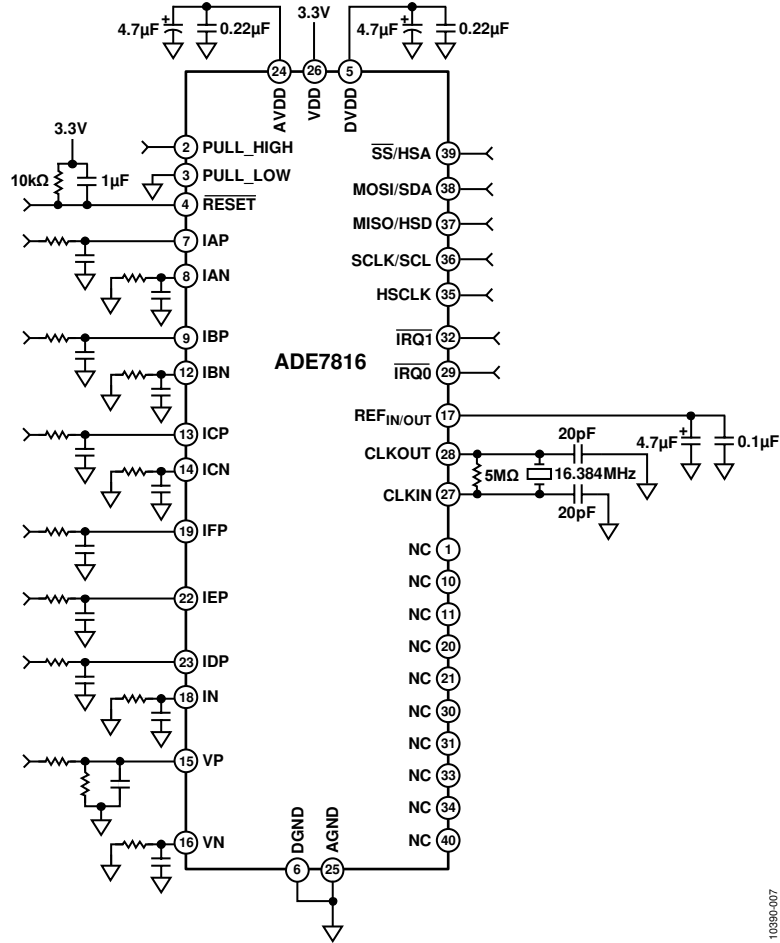 3.3V
4.7µF
+
0.22µF
4.7µF
+
0.22µF
24
26
5
AVDD
VDD
DVDD
3.3V
10kΩ
1µF
2 PULL_HIGH
3 PULL_LOW
4 RESET
7 IAP
8 IAN
9 IBP
12 IBN
13 ICP
14 ICN
19 IFP
22 IEP
23 IDP
18 IN
15 VP
16 VN
ADE7816
SS/HSA 39
MOSI/SDA 38
MISO/HSD 37
SCLK/SCL 36
HSCLK 35
IRQ1 32
IRQ0 29
REFIN/OUT 17
4.7µF
+
0.1µF
CLKOUT 28
20pF
5MΩ
16.384MHz
CLKIN 27
20pF
NC 1
NC 10
NC 11
NC 20
NC 21
NC 30
NC 31
NC 33
NC 34
NC 40
DGND
AGND
6
25
10390-007